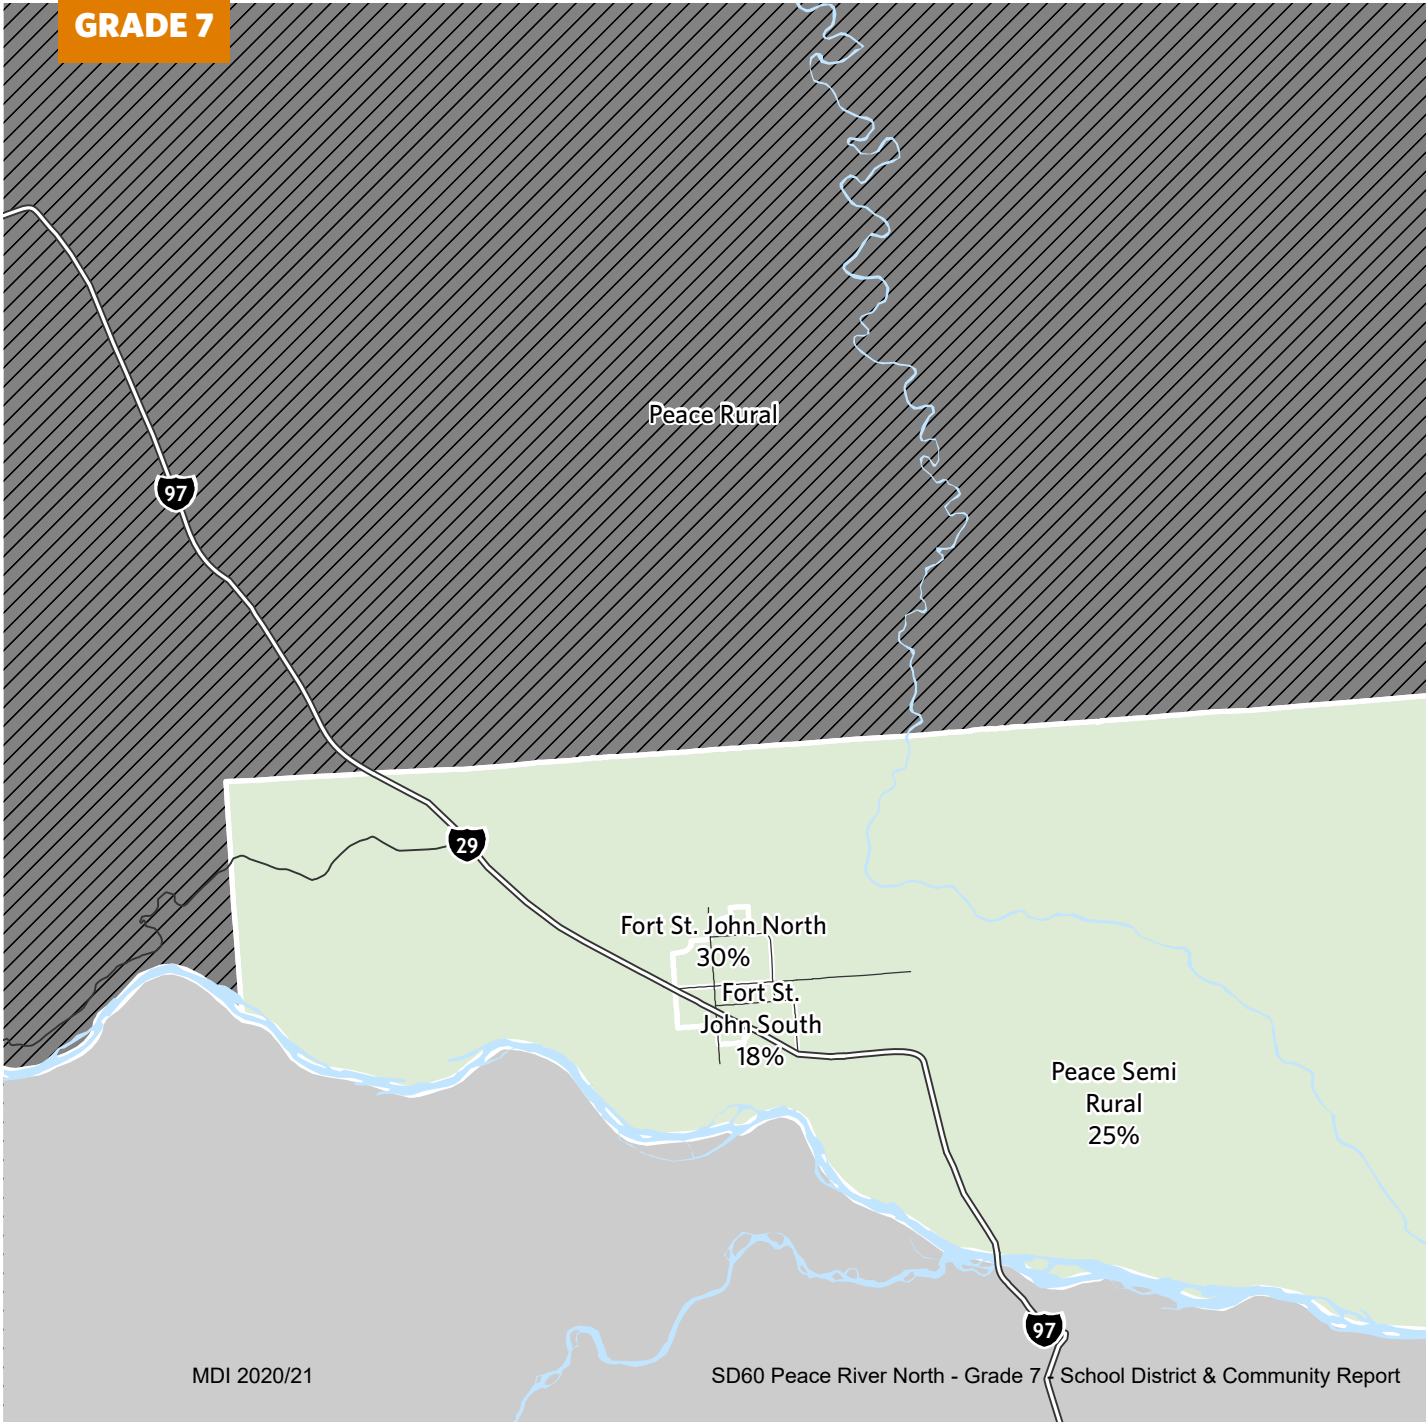 GRADE 7
Peace Rural
97
29
Fort St. John North
30%
Fort St.
John South
18%
Peace Semi
Rural
25%
97
MDI 2020/21
SD60 Peace River North - Grade 7 - School District & Community Report